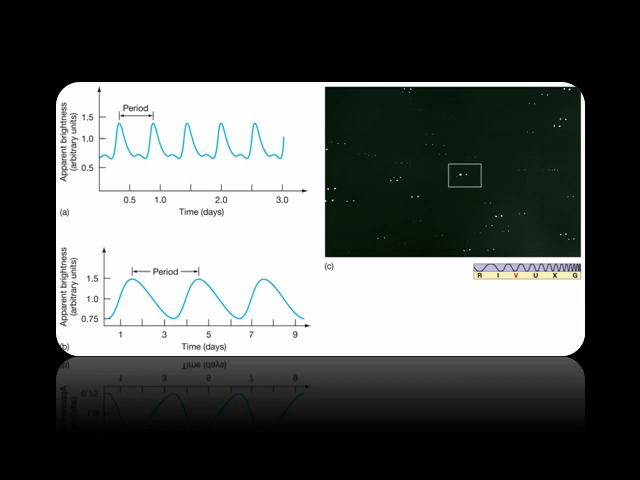 Period
Apparent brightness
(arbitrary units)
1.5
1.0
0.5
0.5 1.0 2.0 3.0
(a) Time (days)
Period
Apparent brightness
(arbitrary units)
1.5
1.0
0.75
1 3 5 7 9
(b) Time (days)
(c)
R I V U X G